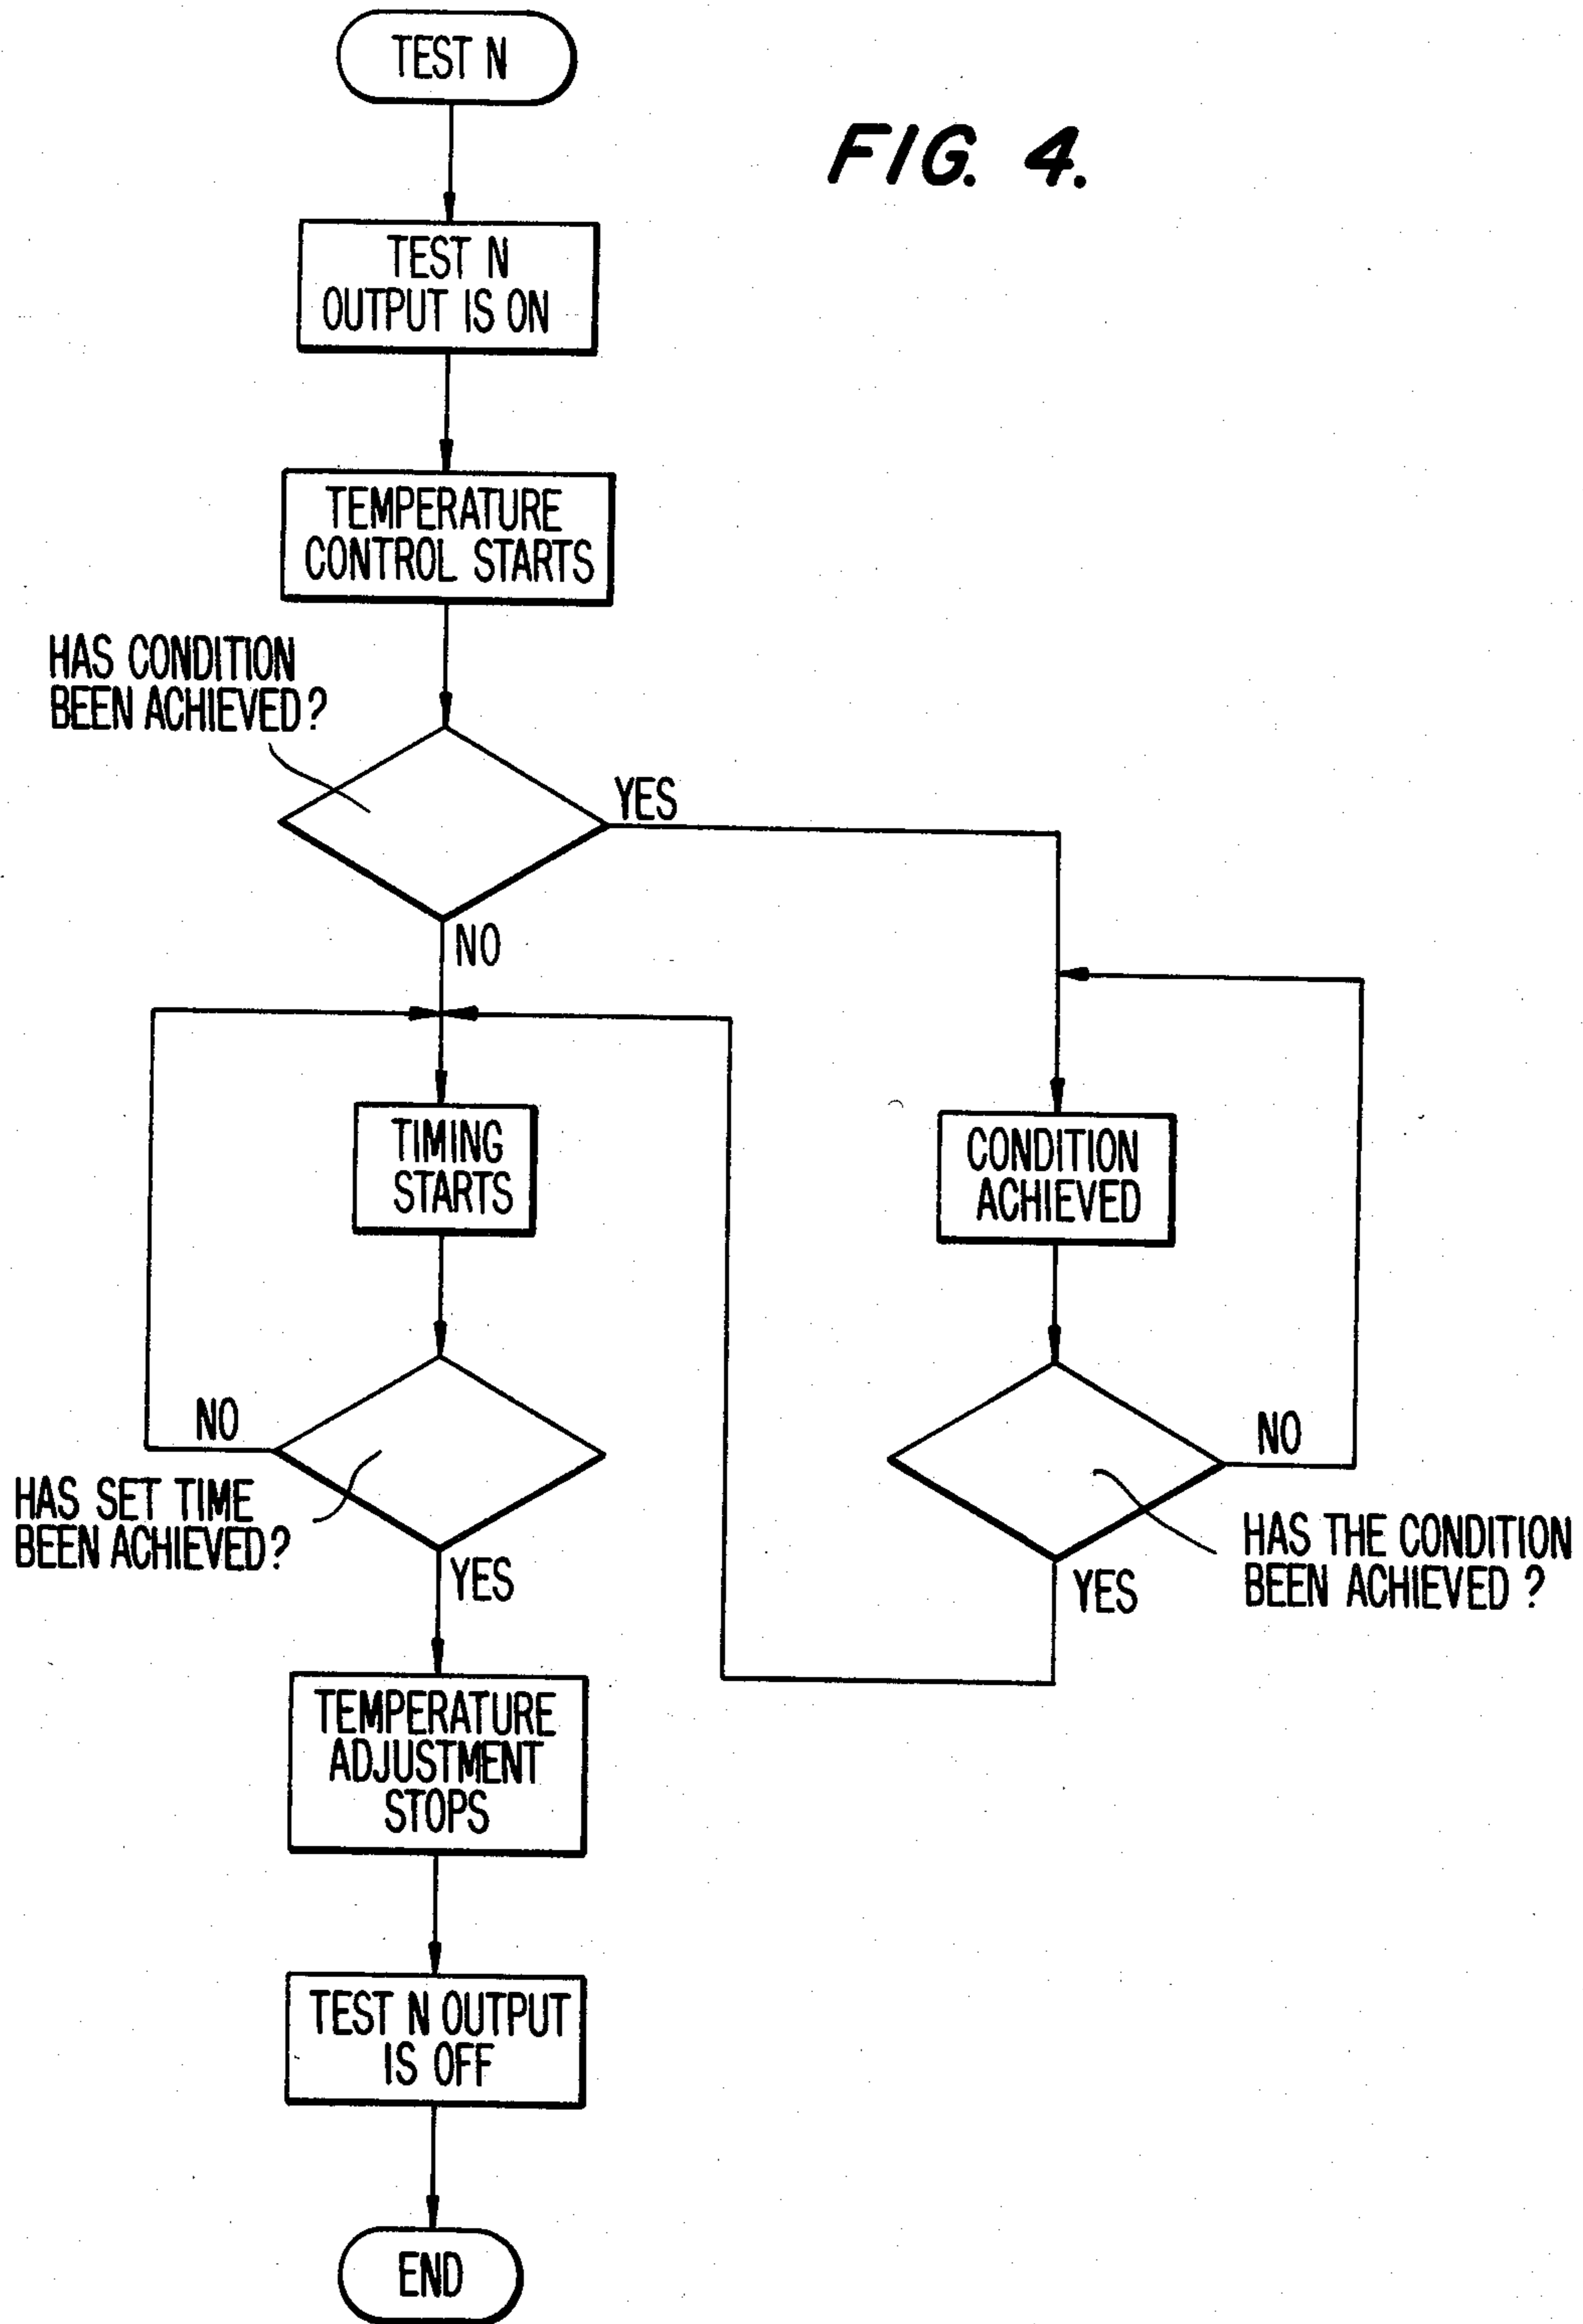 TEST N
FIG. 4.
TEST N
OUTPUT IS ON
TEMPERATURE
CONTROL STARTS
HAS CONDITION
BEEN ACHIEVED?
YES
NO
TIMING
STARTS
CONDITION
ACHIEVED
NO
HAS SET TIME
BEEN ACHIEVED?
YES
NO
HAS THE CONDITION
BEEN ACHIEVED ?
YES
TEMPERATURE
ADJUSTMENT
STOPS
TEST N OUTPUT
IS OFF
END